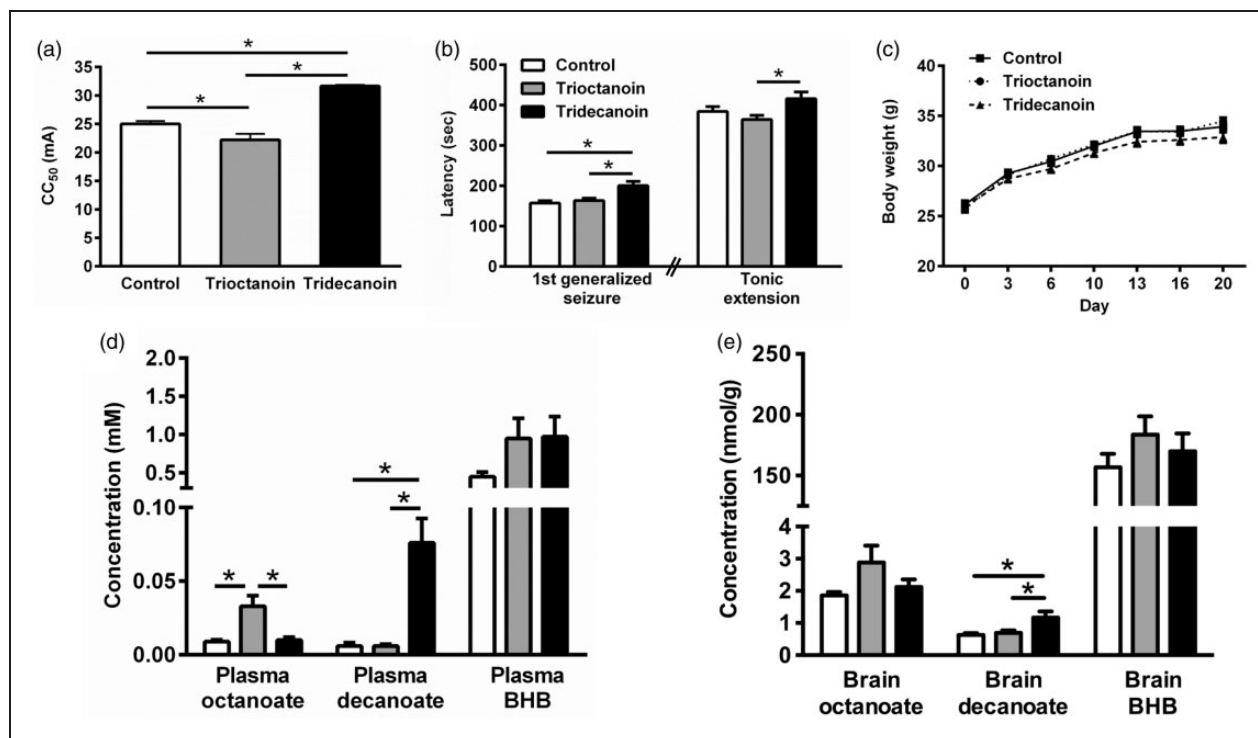 (a)
*
*
*
CC50 (mA)
40
35
30
25
20
15
10
5
0
Control Trioctanoin Tridecanoin
(b)
Control
Trioctanoin
Tridecanoin
*
*
*
Latency (sec)
500
400
300
200
100
0
1st generalized
seizure
//
Tonic
extension
(c)
Control
Trioctanoin
Tridecanoin
Body weight (g)
40
35
30
25
20
0 3 6 10 13 16 20
Day
(d)
Concentration (mM)
2.0
1.5
1.0
0.5
0.10
0.05
0.00
* *
*
*
Plasma
octanoate
Plasma
decanoate
Plasma
BHB
(e)
Concentration (nmol/g)
250
200
150
4
3
2
1
0
*
*
Brain
octanoate
Brain
decanoate
Brain
BHB